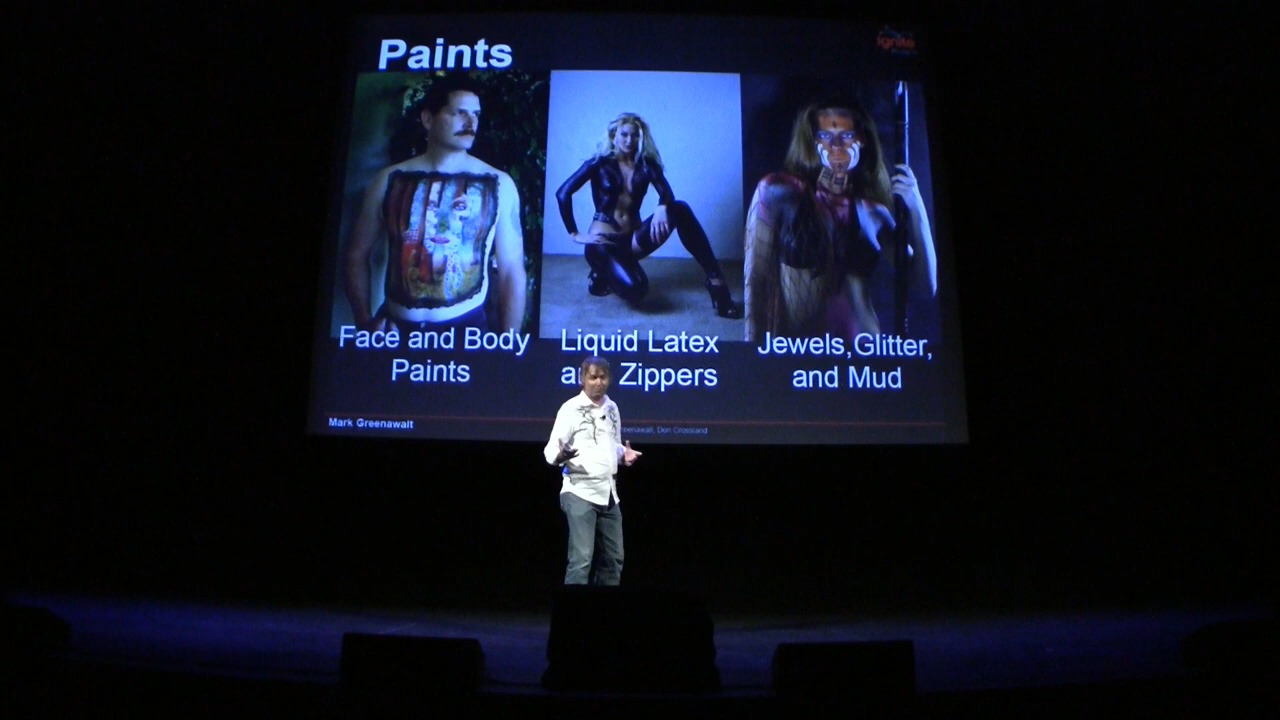 Paints
ignite
Face and Body
Paints
Liquid Latex
Zippers
Jewels,Glitter,
and Mud
Mark Greenawalt
Don Crossland